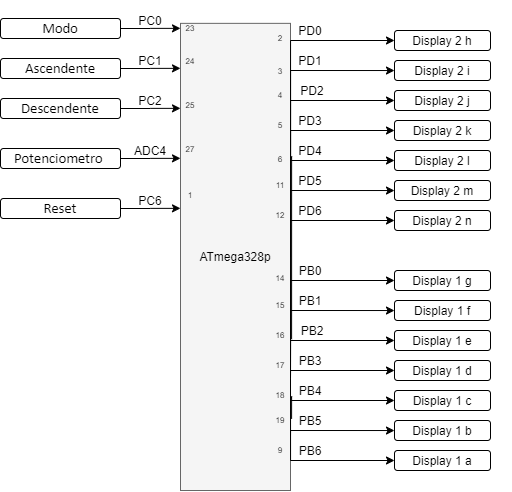 Modo PC0 23
Ascendente PC1 24
Descendente PC2 25
Potenciometro ADC4 27
Reset PC6 1
ATmega328p
2 PD0 Display 2 h
3 PD1 Display 2 i
4 PD2 Display 2 j
5 PD3 Display 2 k
6 PD4 Display 2 l
11 PD5 Display 2 m
12 PD6 Display 2 n
14 PB0 Display 1 g
15 PB1 Display 1 f
16 PB2 Display 1 e
17 PB3 Display 1 d
18 PB4 Display 1 c
19 PB5 Display 1 b
9 PB6 Display 1 a